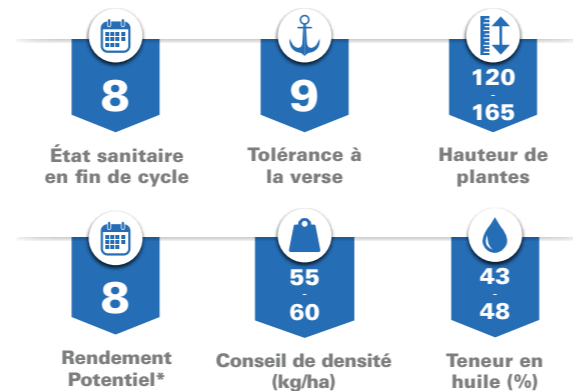 8
État sanitaire
en fin de cycle
9
Tolérance à
la verse
120
-
165
Hauteur de
plantes
8
Rendement
Potentiel*
55
-
60
Conseil de densité
(kg/ha)
43
-
48
Teneur en
huile (%)